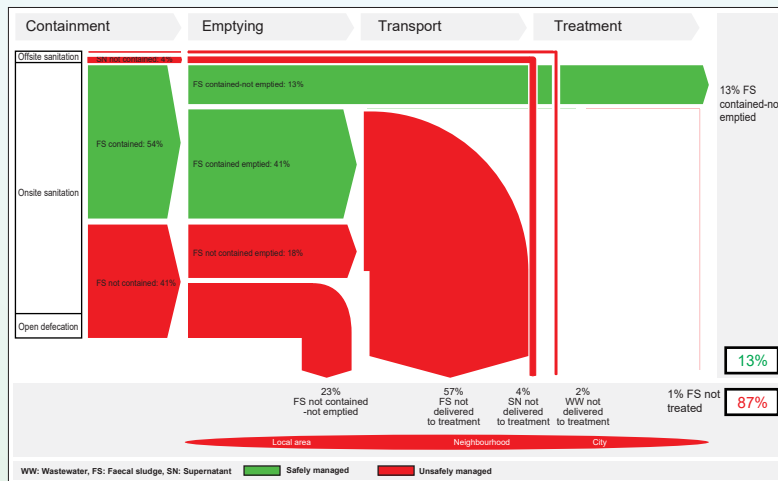 Containment Emptying Transport Treatment
Offsite sanitation
SN not contained: 4%
FS contained-not emptied: 13%
13% FS
contained-no
emptied
FS contained: 54%
FS contained emptied: 41%
Onsite sanitation
FS not contained emptied: 18%
FS not contained: 41%
Open defecation
13%
23%
FS not contained
-not emptied
57%
FS not
delivered
to treatment
4%
SN not
delivered
to treatment
2%
WW not
delivered
to treatment
1% FS not
treated
87%
Local area Neighbourhood City
WW: Wastewater, FS: Faecal sludge, SN: Supernatant Safely managed Unsafely managed